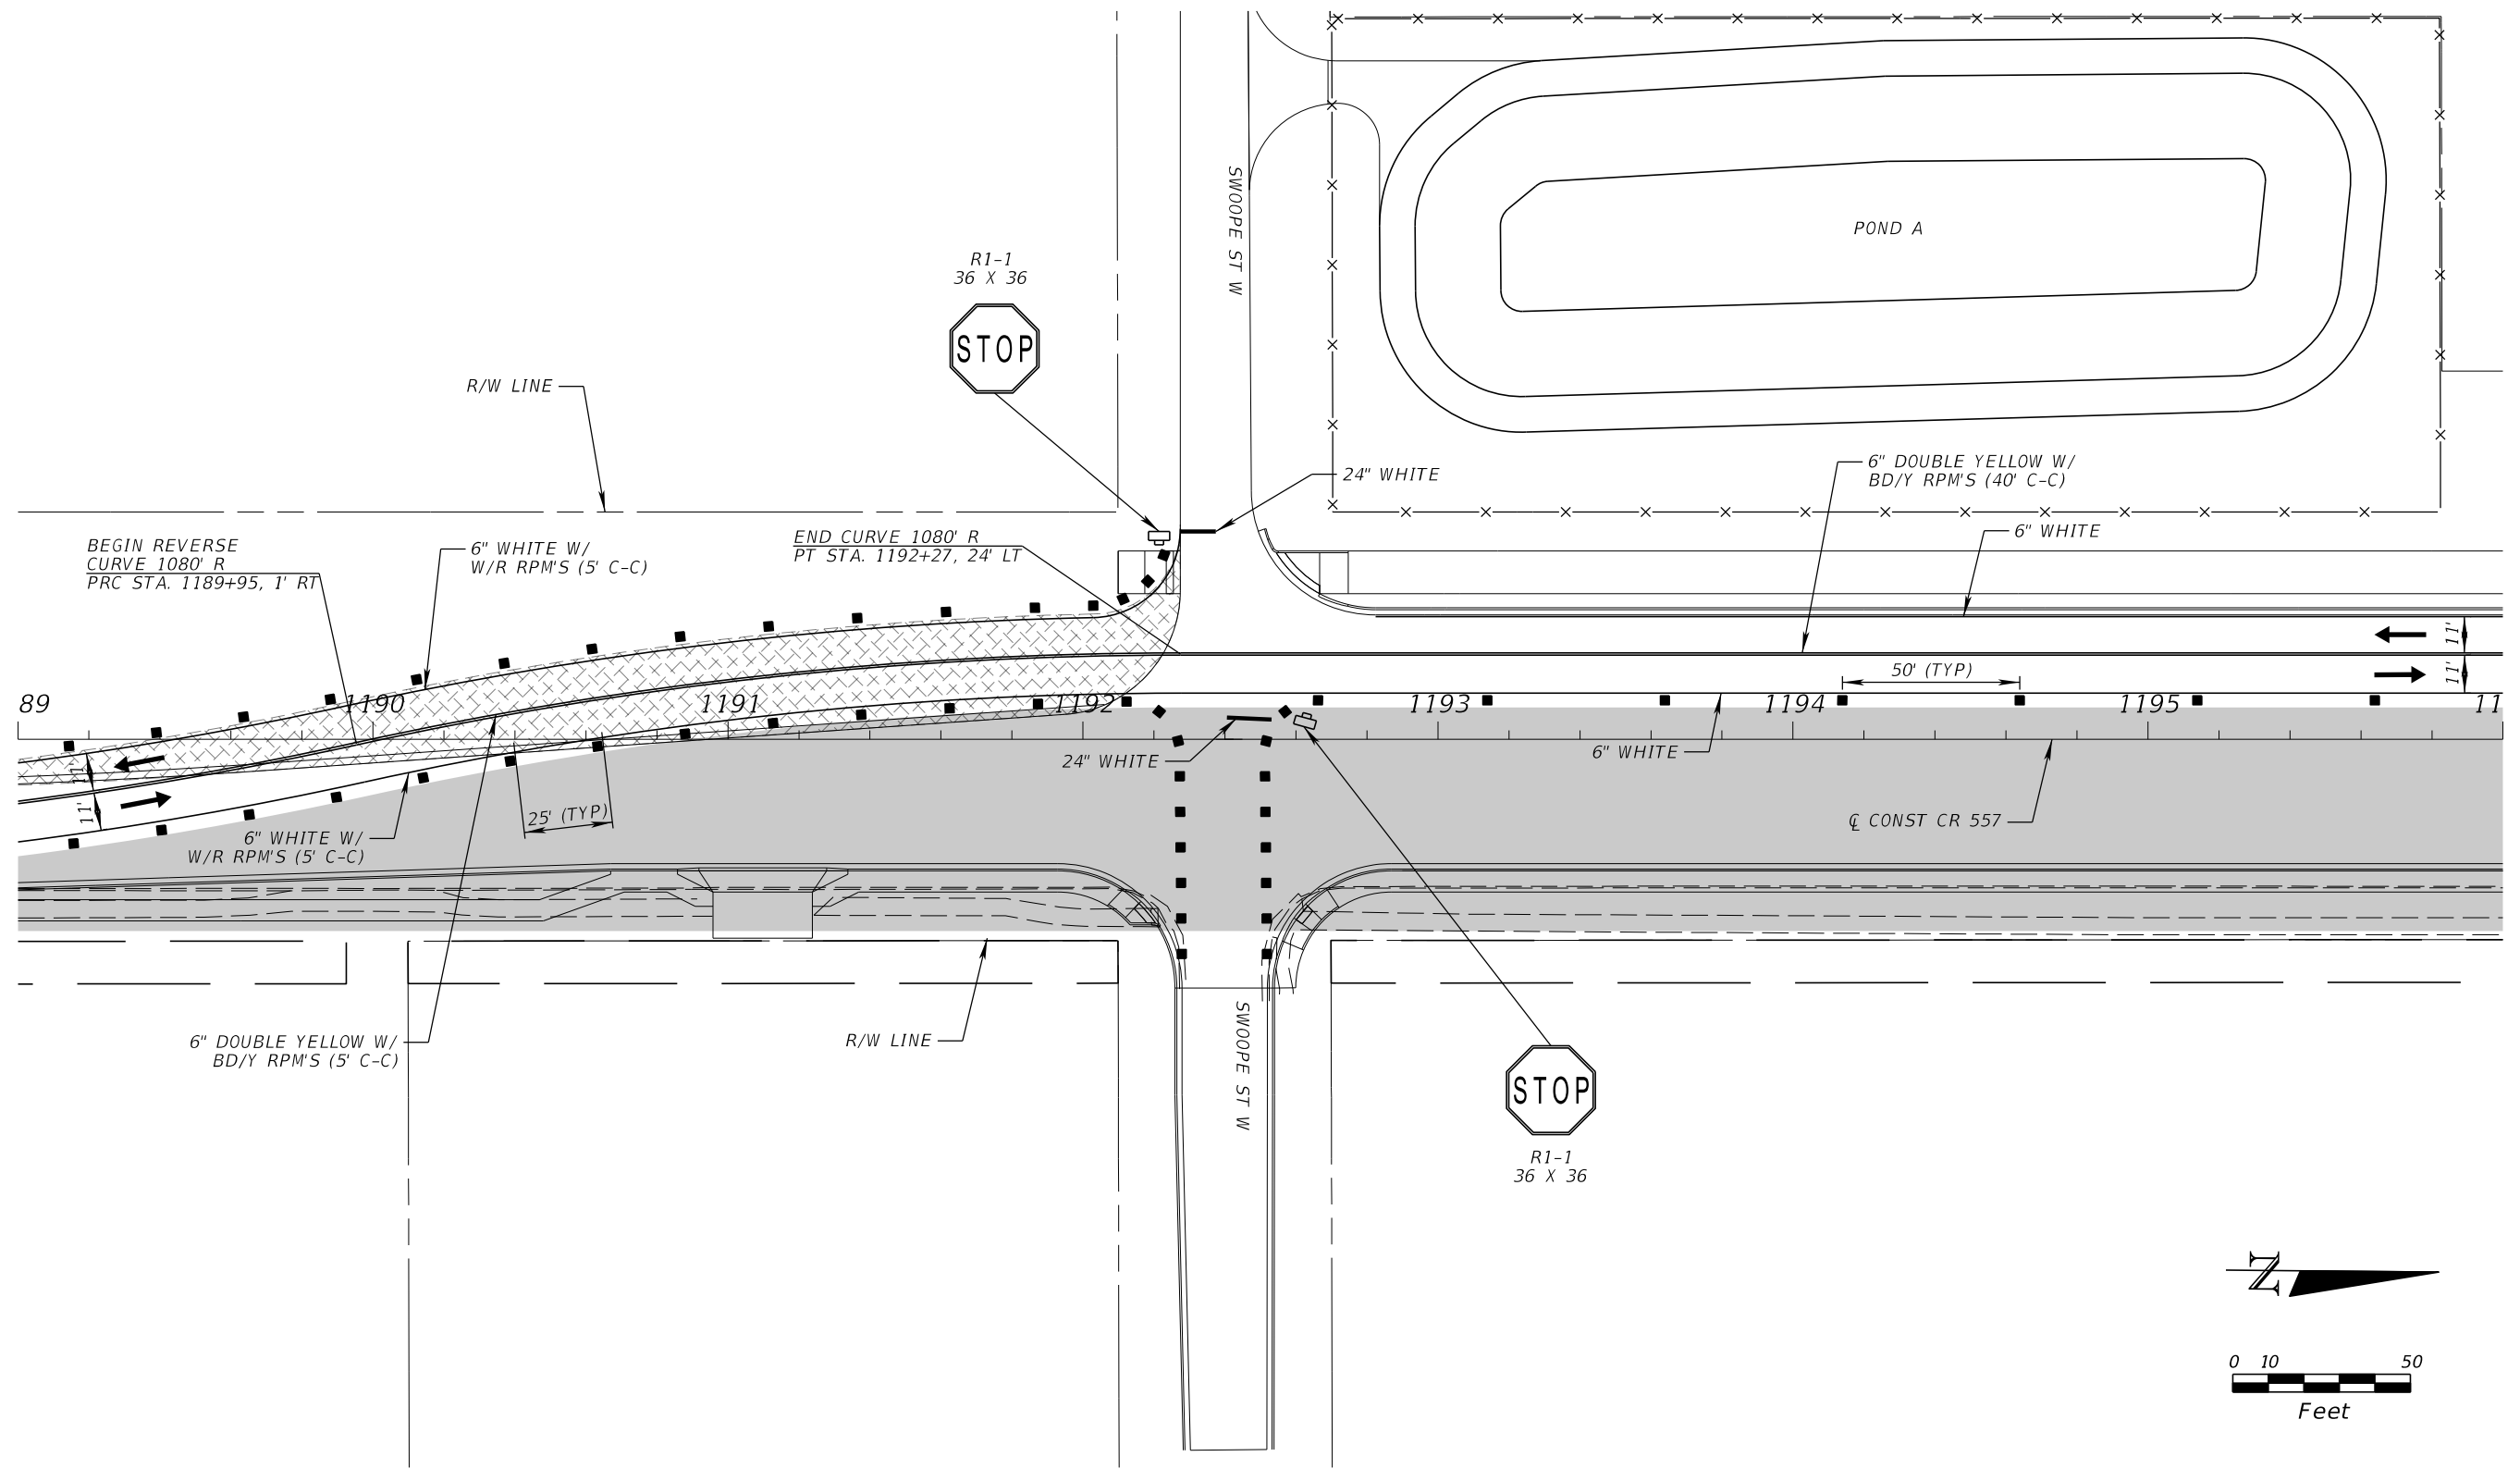 SWOOPE ST W
POND A
R1-1
36 X 36
STOP
R/W LINE
24" WHITE
6" DOUBLE YELLOW W/
BD/Y RPM'S (40' C-C)
6" WHITE
BEGIN REVERSE
CURVE 1080' R
PRC STA. 1189+95, 1' RT
6" WHITE W/
W/R RPM'S (5' C-C)
END CURVE 1080' R
PT STA. 1192+27, 24' LT
11'
11'
50' (TYP)
89
1190
1191
1192
1193
1194
1195
11
11'
11'
25' (TYP)
24" WHITE
6" WHITE
℄ CONST CR 557
6" WHITE W/
W/R RPM'S (5' C-C)
6" DOUBLE YELLOW W/
BD/Y RPM'S (5' C-C)
R/W LINE
SWOOPE ST W
STOP
R1-1
36 X 36
N
0 10 50
Feet